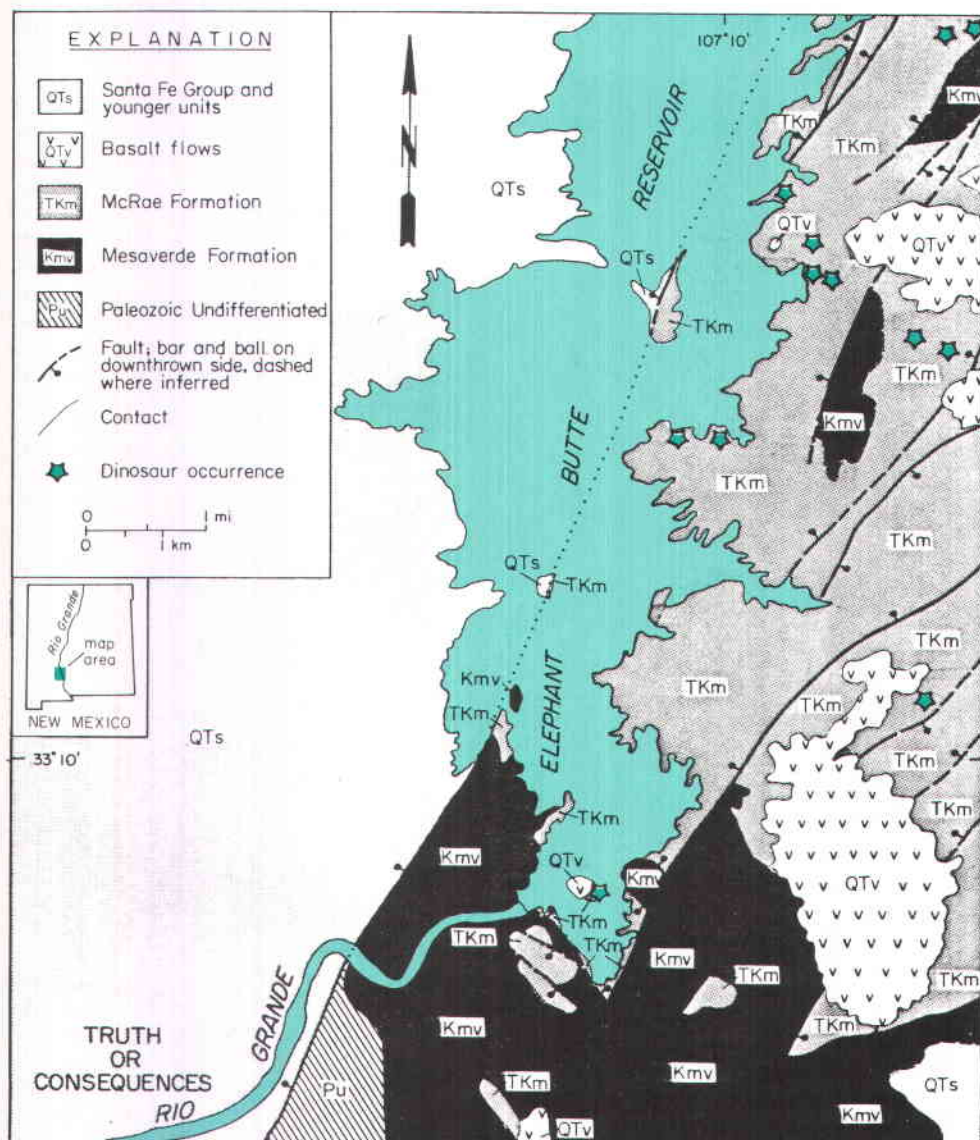 EXPLANATION
QTs
Santa Fe Group and
younger units
QTv
Basalt flows
TKm
McRae Formation
Kmv
Mesaverde Formation
Pu
Paleozoic Undifferentiated
Fault; bar and ball on
downthrown side, dashed
where inferred
Contact
Dinosaur occurrence
0 1 mi
0 1 km
Rio Grande
map
area
NEW MEXICO
107°10'
N
RESERVOIR
BUTTE
ELEPHANT
QTs
TKm
TKm
Kmv
QTv
QTv
QTs
TKm
TKm
Kmv
TKm
TKm
QTs
TKm
TKm
Kmv
TKm
TKm
TKm
QTs
33°10'
TKm
TKm
TKm
Kmv
QTv
Kmv
QTv
TKm
TKm
TKm
Kmv
TKm
TKm
GRANDE
Kmv
TKm
TRUTH
OR
CONSEQUENCES
RIO
Pu
TKm
Kmv
QTs
QTv
Kmv